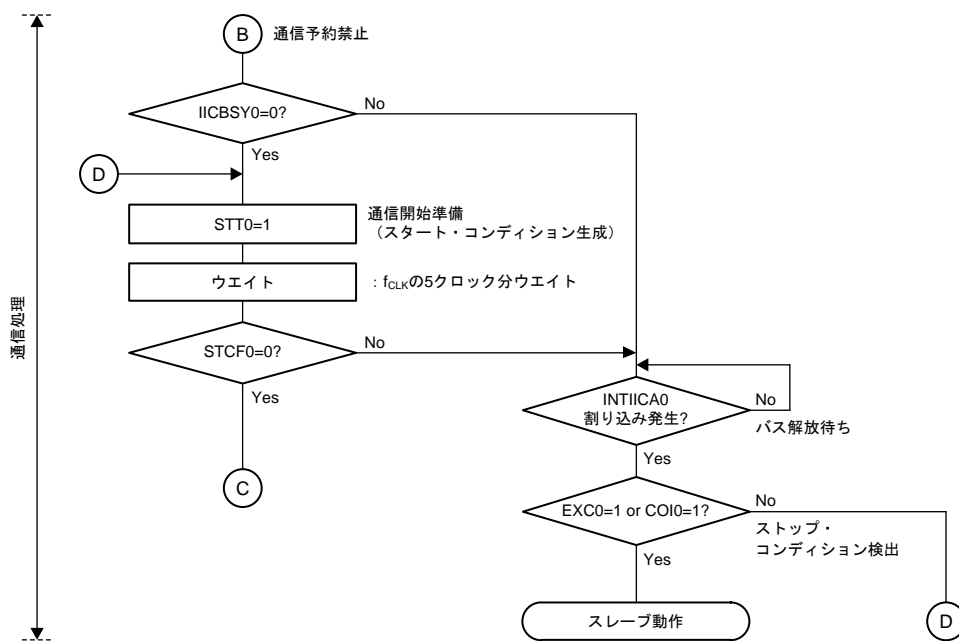 B
通信予約禁止
IICBSY0=0?
No
Yes
D
STT0=1
通信開始準備
（スタート・コンディション生成）
ウエイト
：fCLKの5クロック分ウエイト
STCF0=0?
No
Yes
C
INTIICA0
割り込み発生?
No
バス解放待ち
Yes
EXC0=1 or COI0=1?
No
ストップ・
コンディション検出
Yes
スレーブ動作
D
通信処理